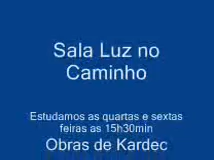 Sala Luz no
Caminho
Estudamos as quartas e sextas
feiras as 15h30min
Obras de Kardec